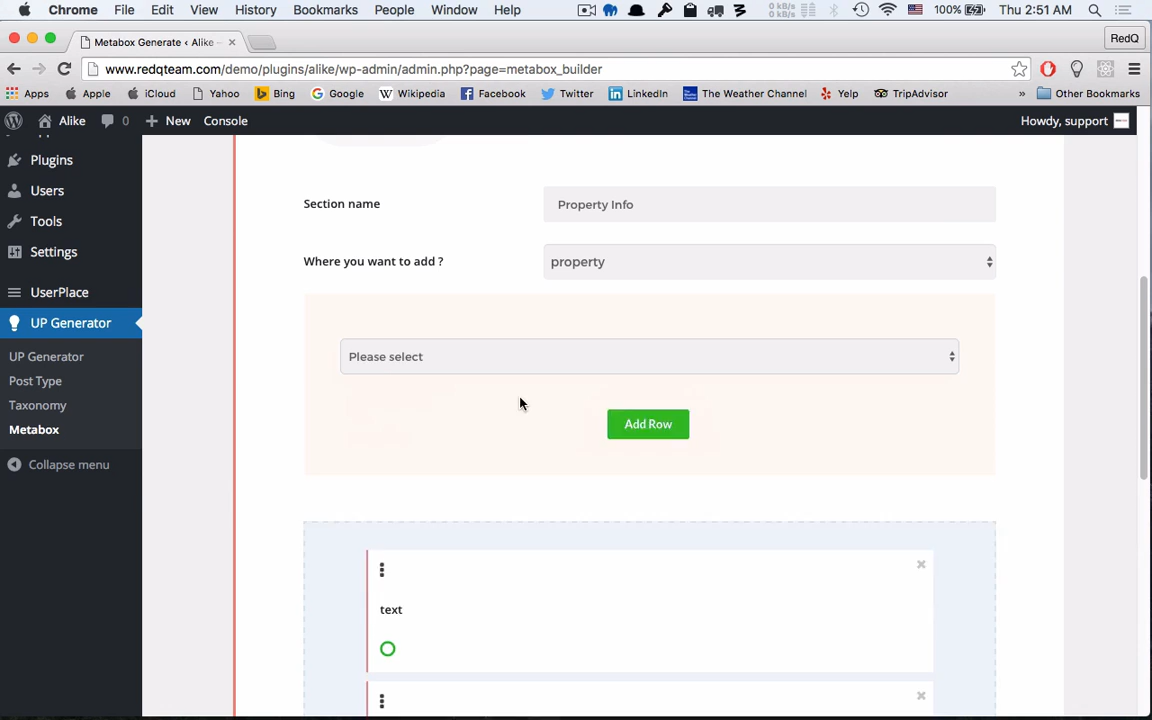 Chrome File Edit View History Bookmarks People Window Help 0 kB/s 0 kB/s 100% Thu 2:51 AM
Metabox Generate ‹ Alike – RedQ
www.redqteam.com/demo/plugins/alike/wp-admin/admin.php?page=metabox_builder
Apps Apple iCloud Yahoo Bing Google Wikipedia Facebook Twitter LinkedIn The Weather Channel Yelp TripAdvisor » Other Bookmarks
Alike 0 New Console Howdy, support
Plugins
Users
Tools
Settings
UserPlace
UP Generator
UP Generator
Post Type
Taxonomy
Metabox
Collapse menu
Section name Property Info
Where you want to add ? property
Please select
Add Row
text